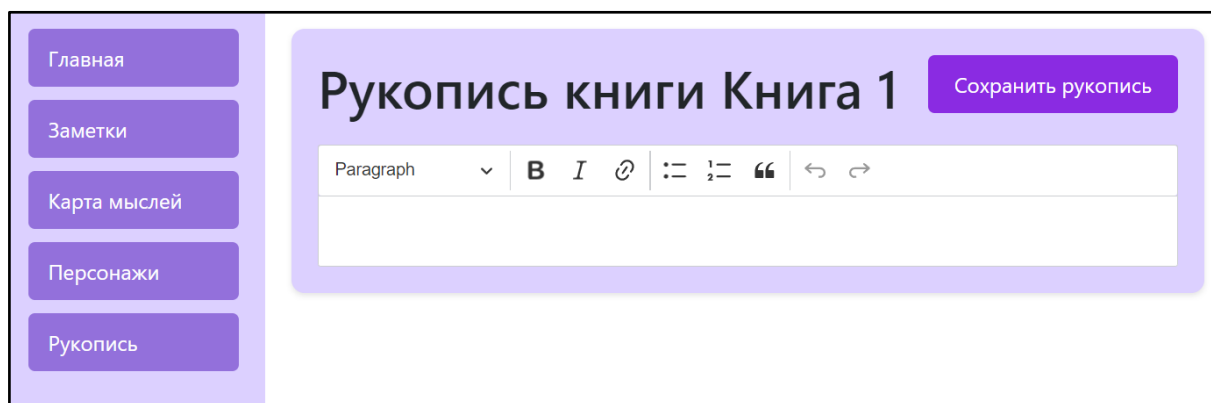 Главная
Заметки
Карта мыслей
Персонажи
Рукопись
Рукопись книги Книга 1
Сохранить рукопись
Paragraph